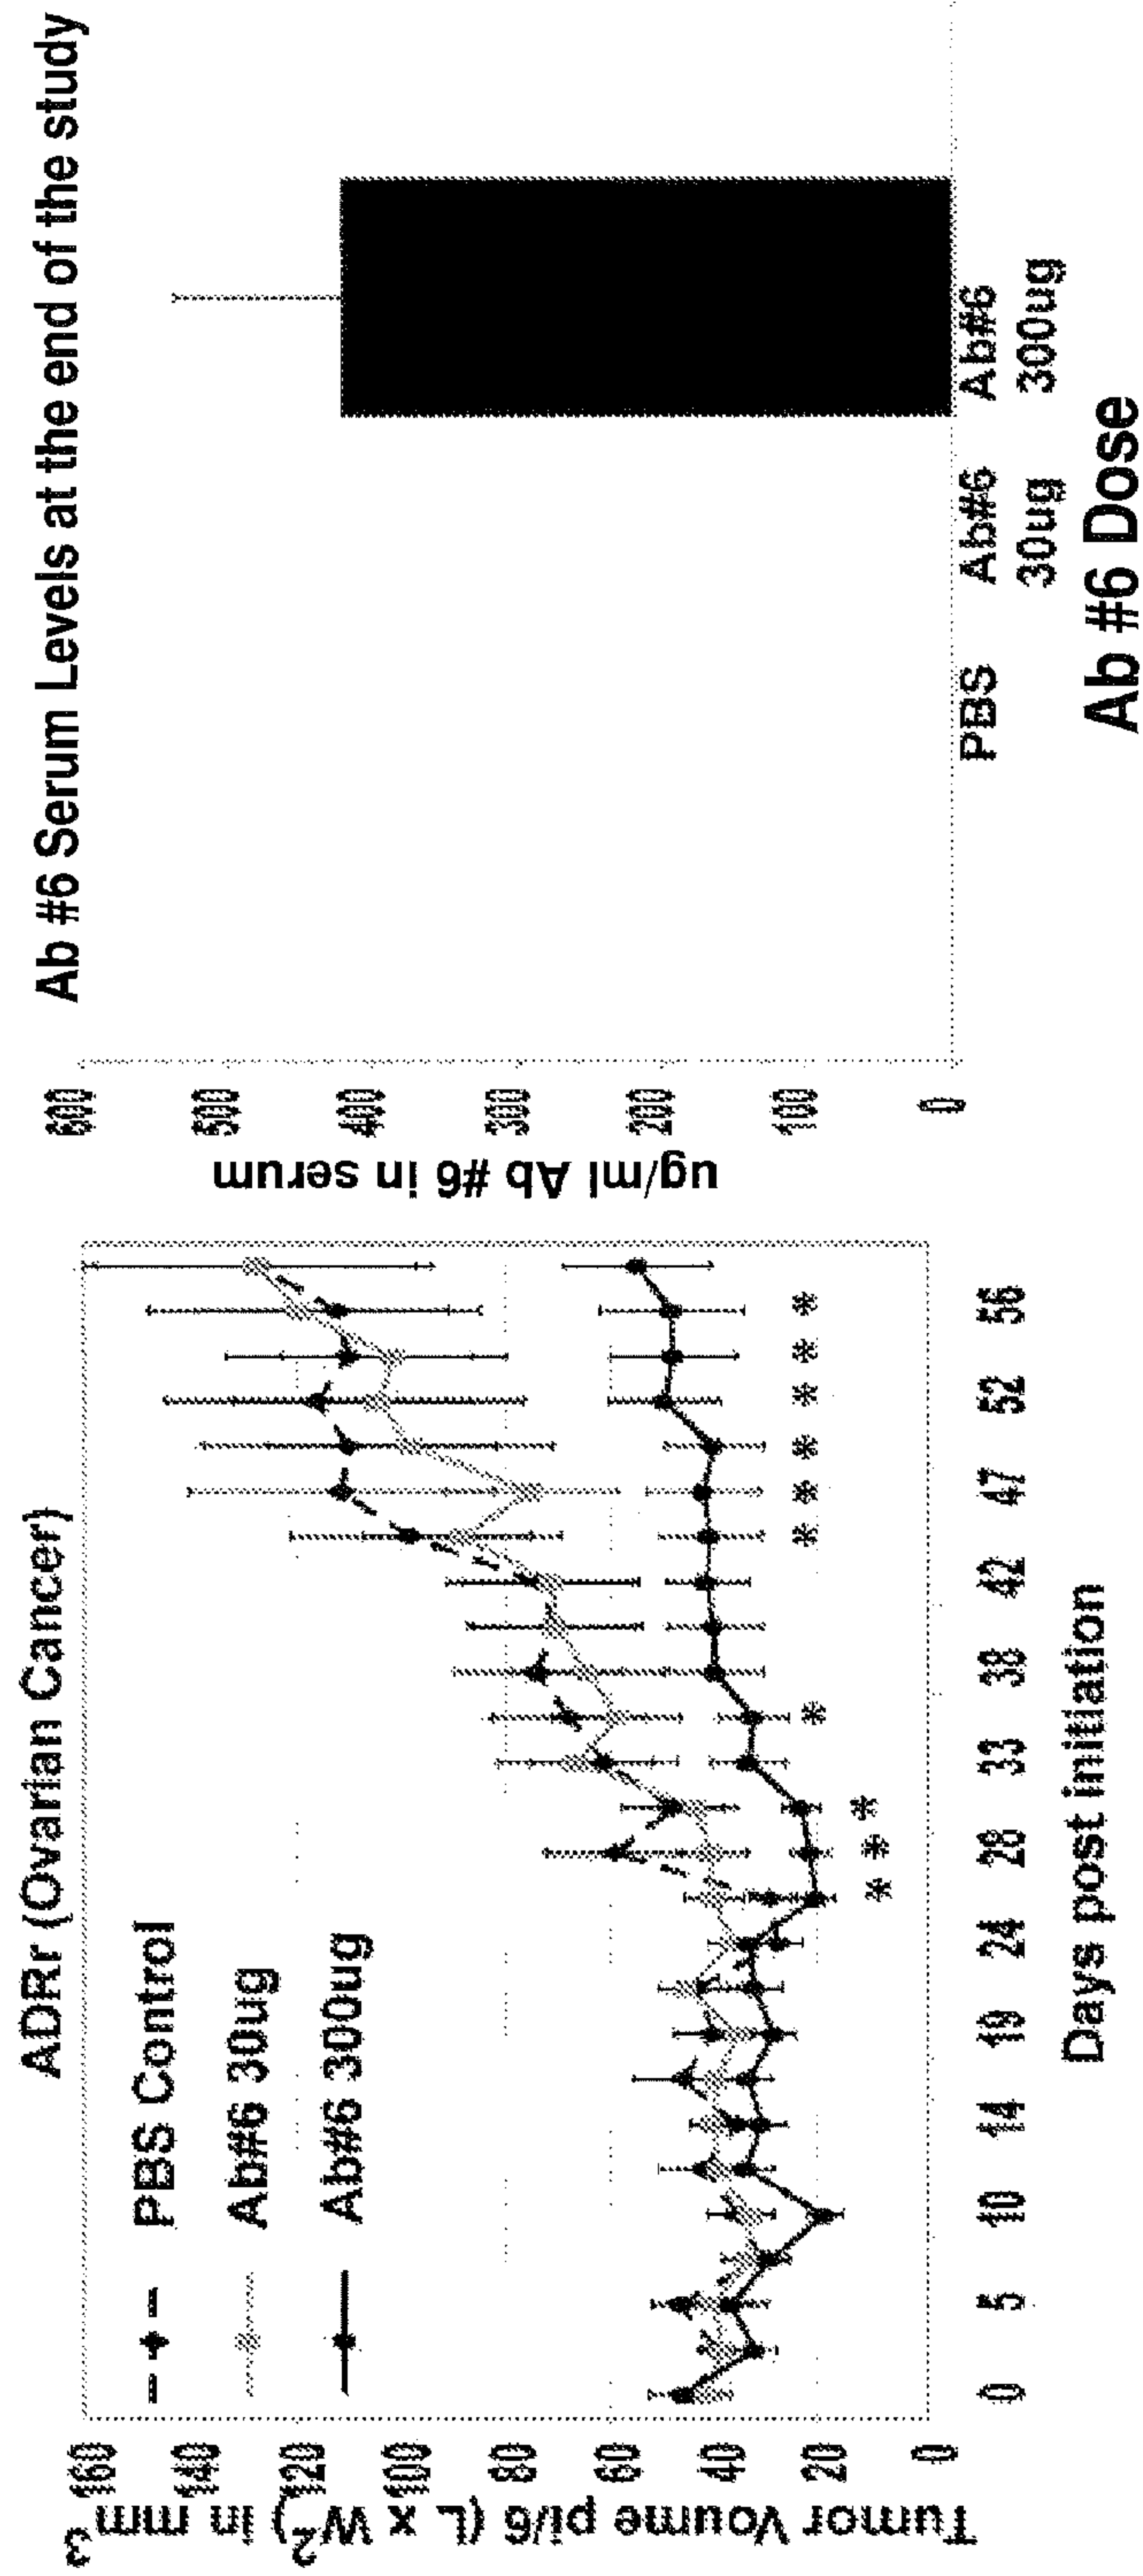 ADRr (Ovarian Cancer)
Tumor Voume pi/6 (L x W²) in mm³
160
140
120
100
80
60
40
20
0
PBS Control
Ab#6 30ug
Ab#6 300ug
* * * * * * * * * *
0 5 10 14 19 24 28 33 38 42 47 52 56
Days post initiation
Ab #6 Serum Levels at the end of the study
ug/ml Ab #6 in serum
600
500
400
300
200
100
0
PBS Ab#6 Ab#6
30ug 300ug
Ab #6 Dose